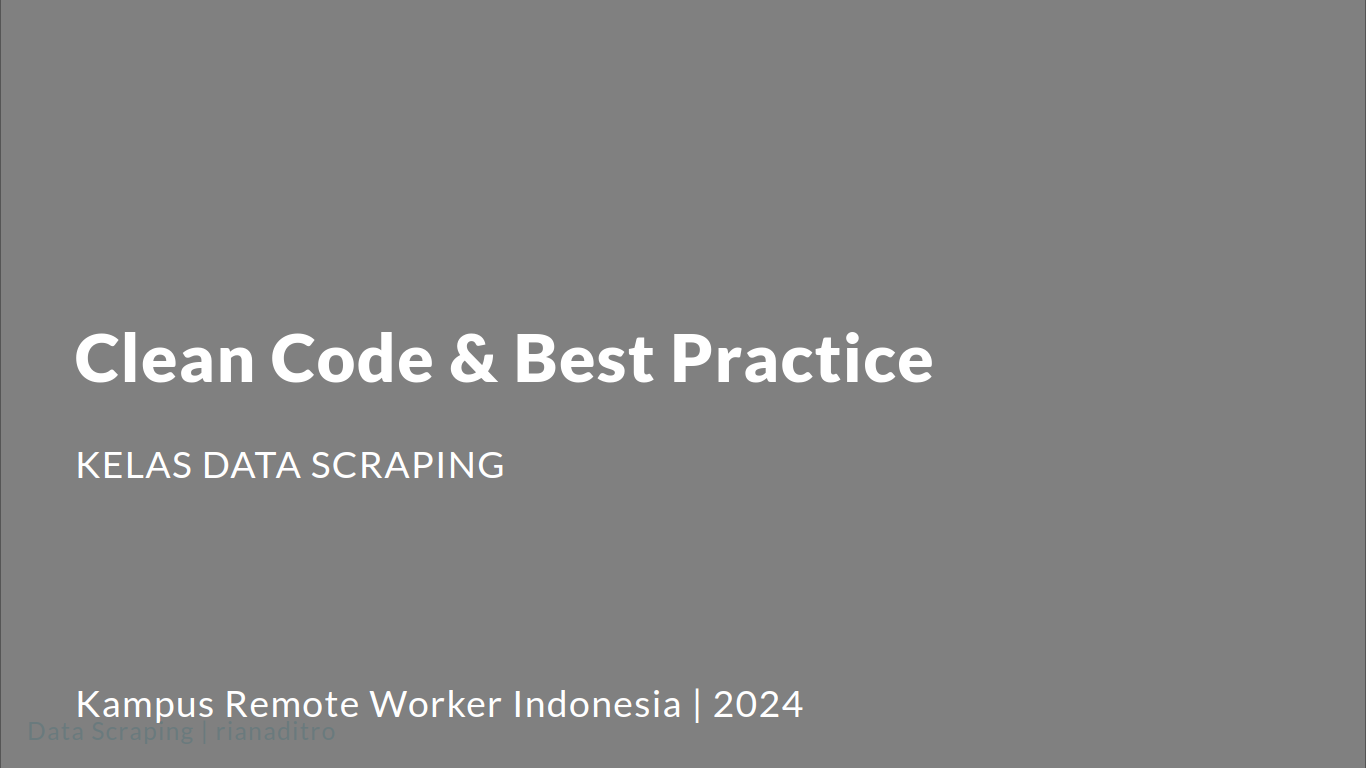 Clean Code & Best Practice
KELAS DATA SCRAPING
Kampus Remote Worker Indonesia | 2024
Data Scraping | rianaditro